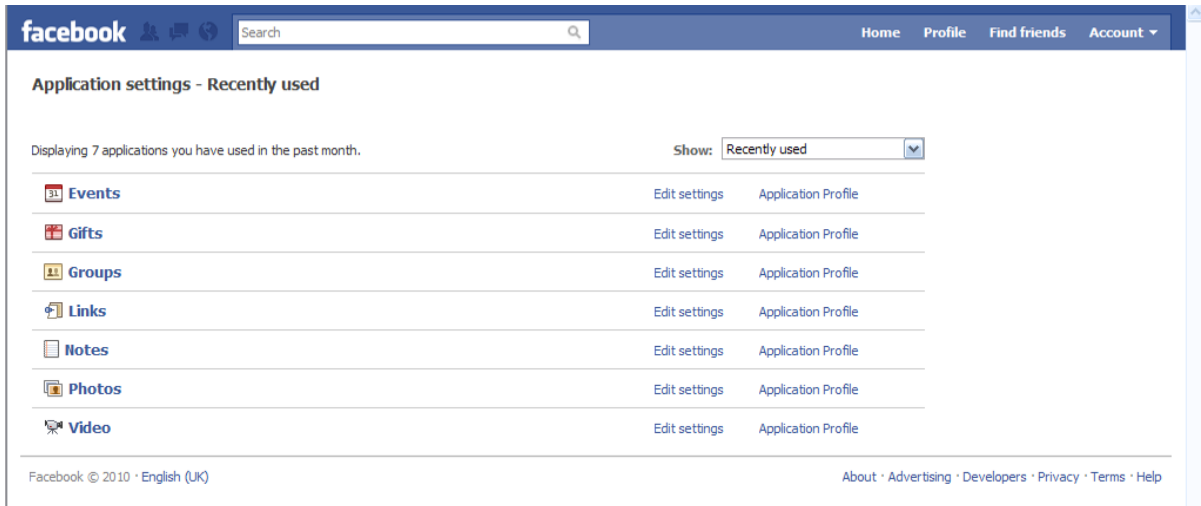 facebook Search Home Profile Find friends Account
Application settings - Recently used
Displaying 7 applications you have used in the past month. Show: Recently used
31 Events Edit settings Application Profile
Gifts Edit settings Application Profile
Groups Edit settings Application Profile
Links Edit settings Application Profile
Notes Edit settings Application Profile
Photos Edit settings Application Profile
Video Edit settings Application Profile
Facebook © 2010 · English (UK) About · Advertising · Developers · Privacy · Terms · Help